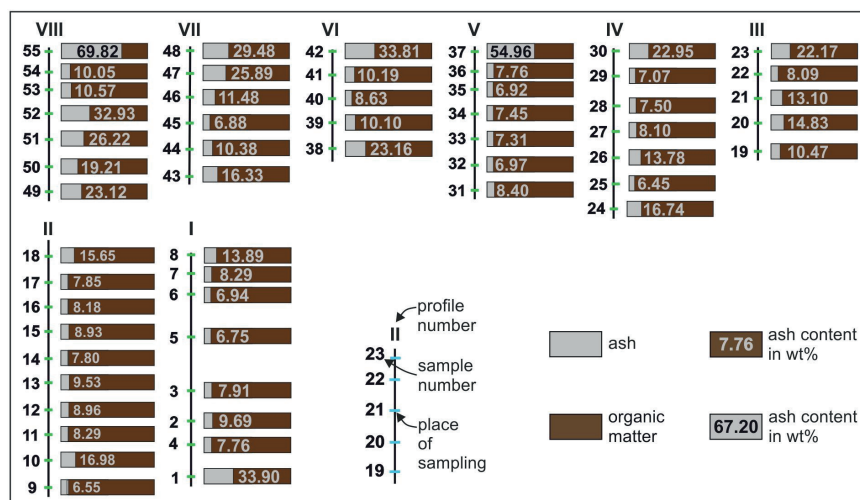 VIII
55 69.82
54 10.05
53 10.57
52 32.93
51 26.22
50 19.21
49 23.12
VII
48 29.48
47 25.89
46 11.48
45 6.88
44 10.38
43 16.33
VI
42 33.81
41 10.19
40 8.63
39 10.10
38 23.16
V
37 54.96
36 7.76
35 6.92
34 7.45
33 7.31
32 6.97
31 8.40
IV
30 22.95
29 7.07
28 7.50
27 8.10
26 13.78
25 6.45
24 16.74
III
23 22.17
22 8.09
21 13.10
20 14.83
19 10.47
II
18 15.65
17 7.85
16 8.18
15 8.93
14 7.80
13 9.53
12 8.96
11 8.29
10 16.98
9 6.55
I
8 13.89
7 8.29
6 6.94
5 6.75
3 7.91
2 9.69
4 7.76
1 33.90
profile
number
II
23
sample
number
22
21
place
of
sampling
20
19
ash
7.76
ash content
in wt%
organic
matter
67.20
ash content
in wt%